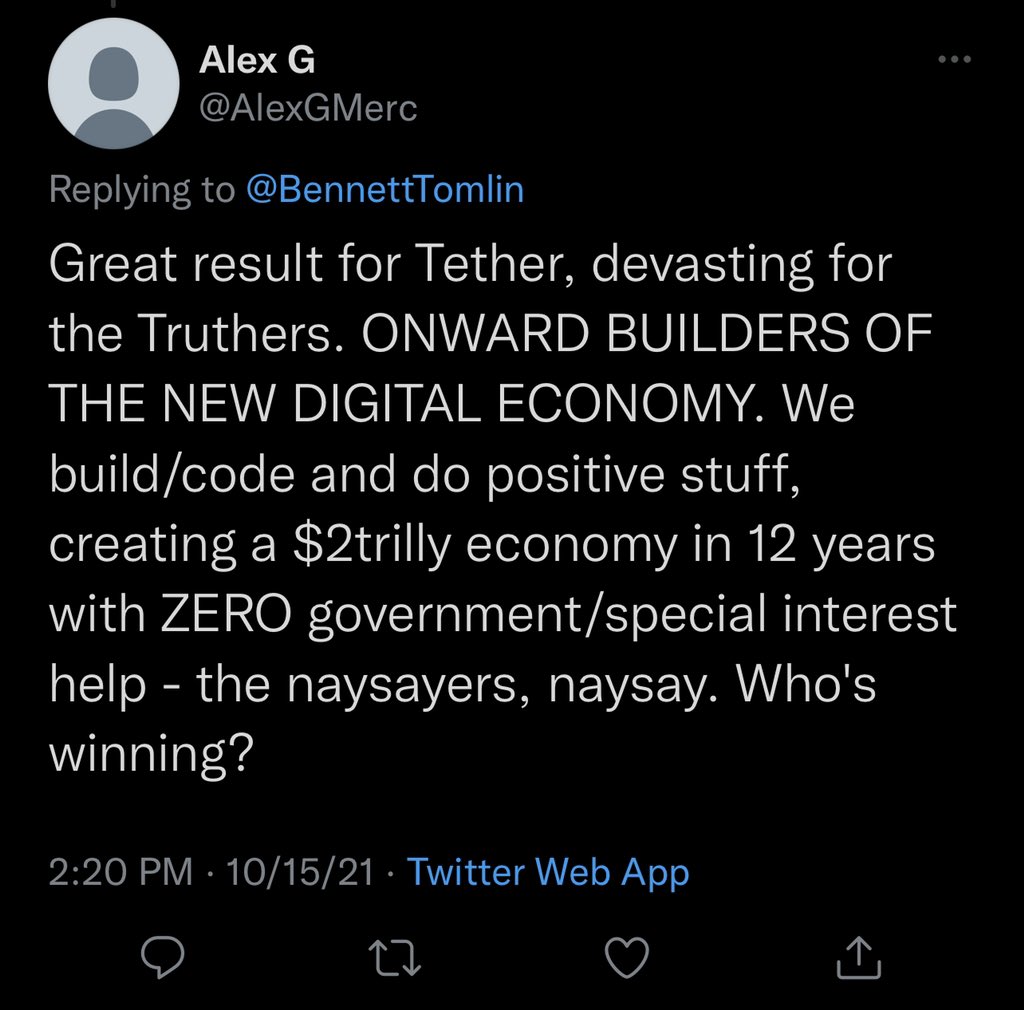 Alex G
@AlexGMerc
Replying to @BennettTomlin
Great result for Tether, devasting for
the Truthers. ONWARD BUILDERS OF
THE NEW DIGITAL ECONOMY. We
build/code and do positive stuff,
creating a $2trilly economy in 12 years
with ZERO government/special interest
help - the naysayers, naysay. Who's
winning?
2:20 PM · 10/15/21 · Twitter Web App